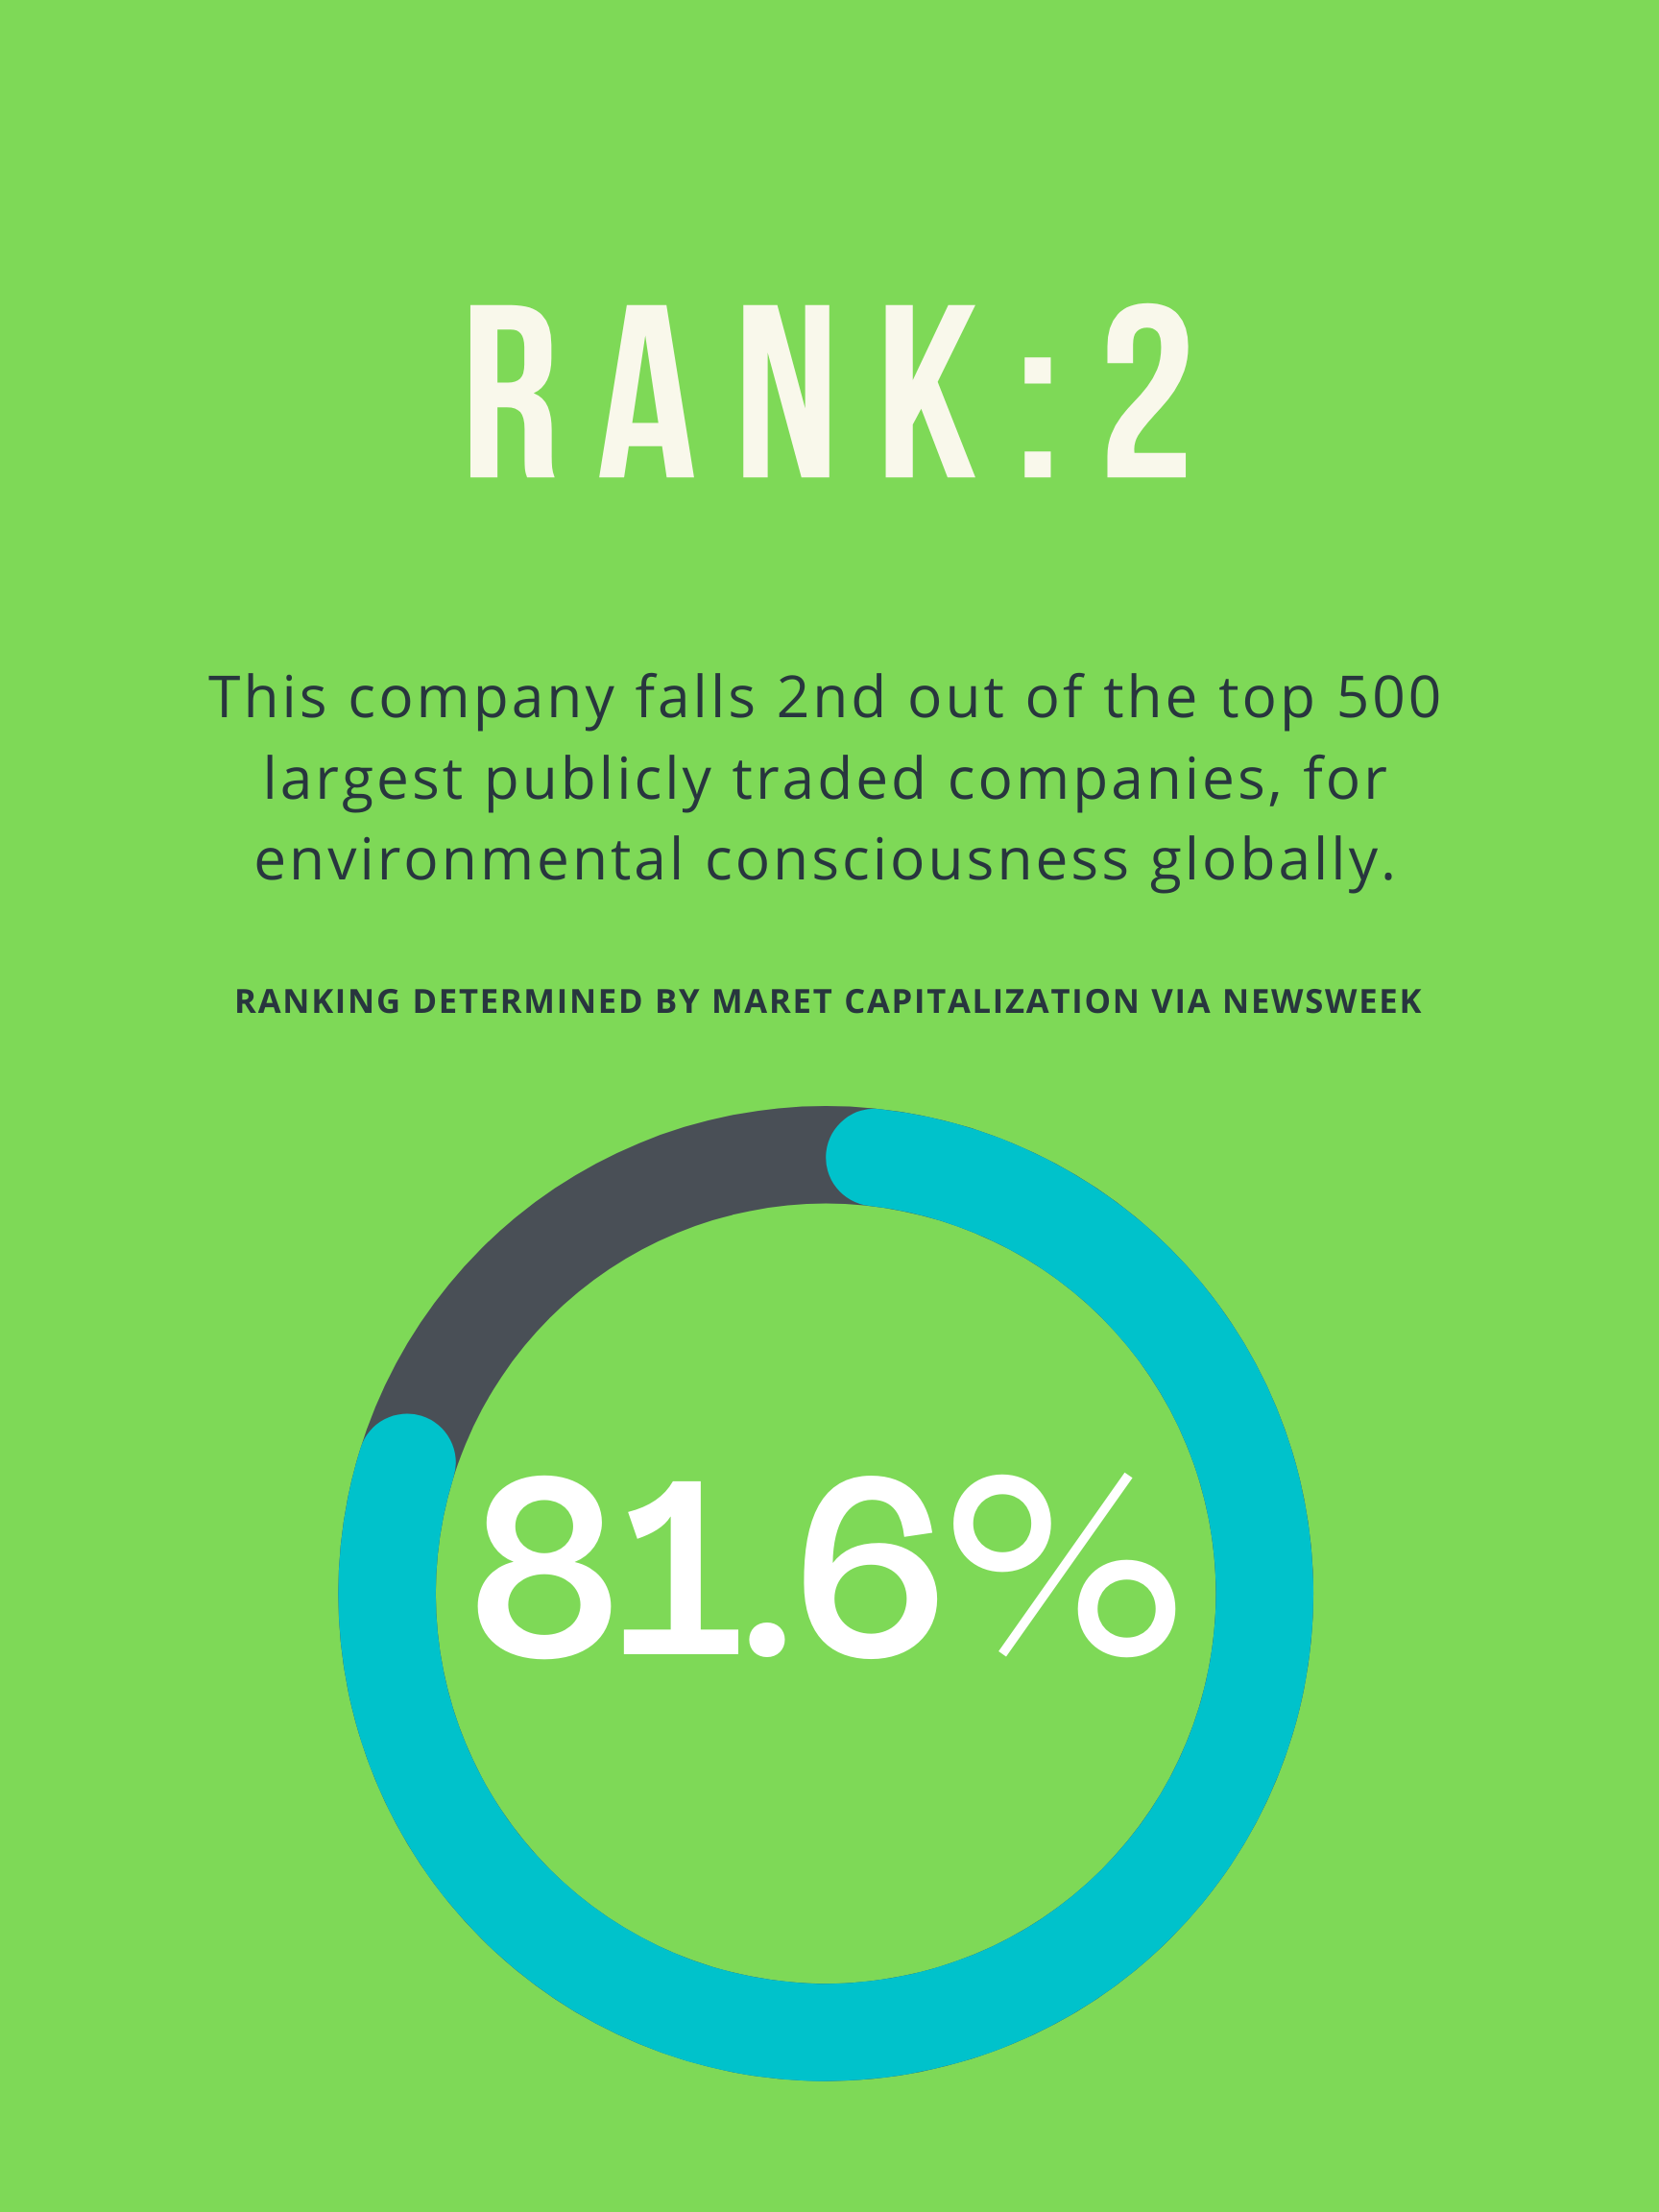 RANK:2
This company falls 2nd out of the top 500
largest publicly traded companies, for
environmental consciousness globally.
RANKING DETERMINED BY MARET CAPITALIZATION VIA NEWSWEEK
81.6%